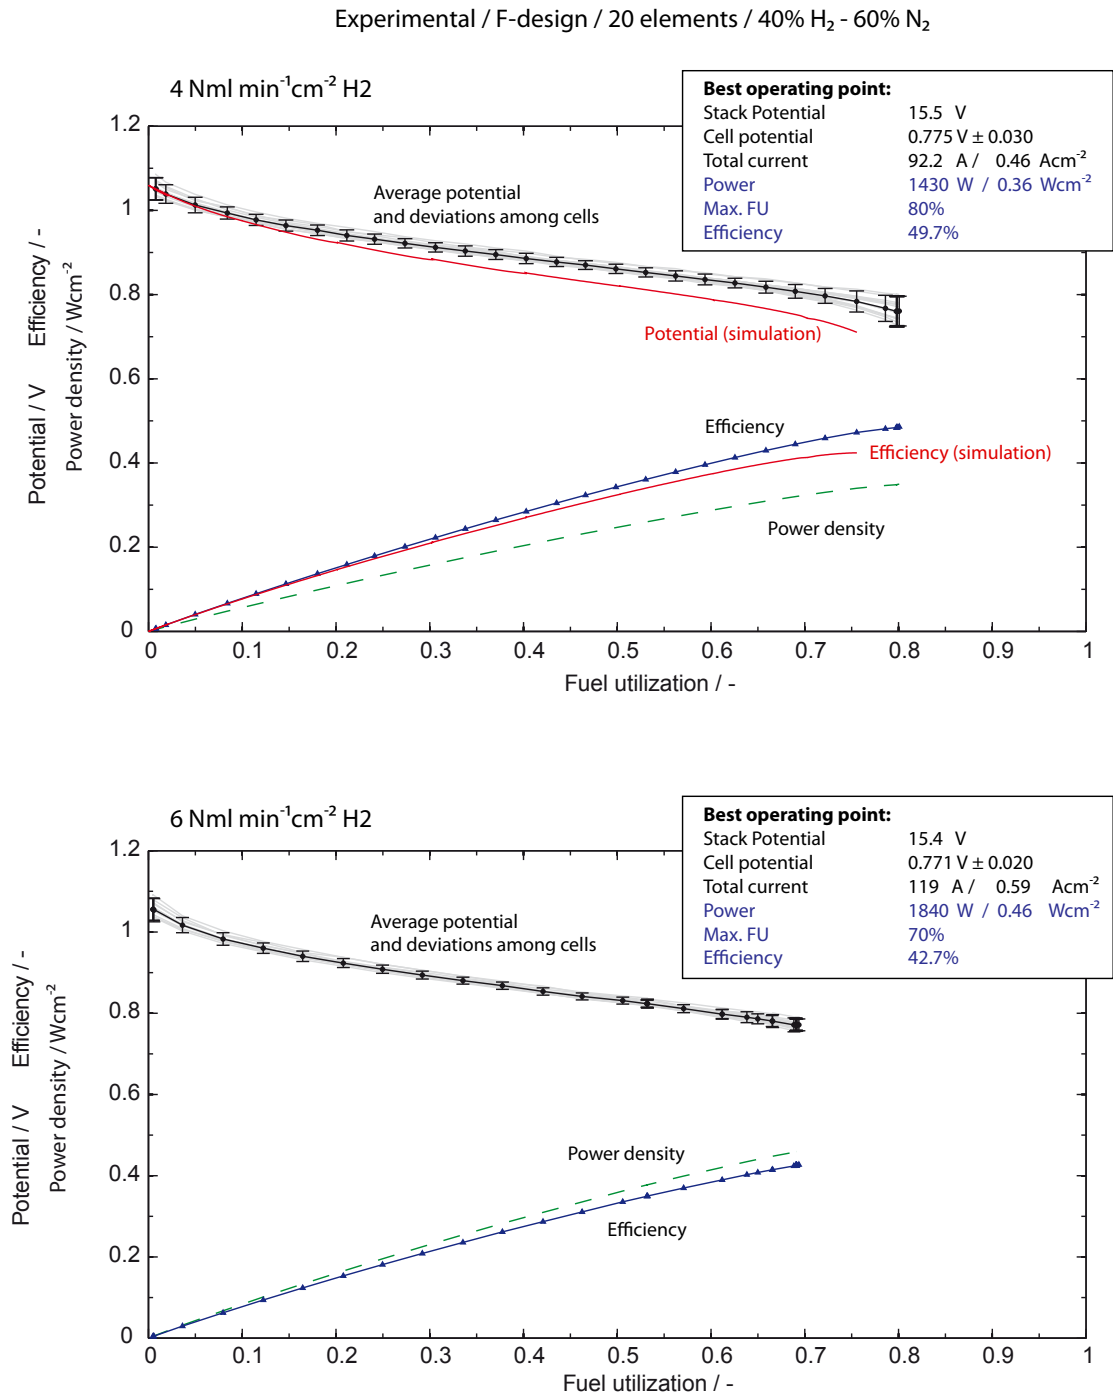 Experimental / F-design / 20 elements / 40% H₂ - 60% N₂
4 Nml min⁻¹cm⁻² H2
Best operating point:
Stack Potential 15.5 V
Cell potential 0.775 V ± 0.030
Total current 92.2 A / 0.46 Acm⁻²
Power 1430 W / 0.36 Wcm⁻²
Max. FU 80%
Efficiency 49.7%
Potential / V Efficiency / -
Power density / Wcm⁻²
1.2
1
0.8
0.6
0.4
0.2
0
Average potential
and deviations among cells
Potential (simulation)
Efficiency
Efficiency (simulation)
Power density
0 0.1 0.2 0.3 0.4 0.5 0.6 0.7 0.8 0.9 1
Fuel utilization / -
6 Nml min⁻¹cm⁻² H2
Best operating point:
Stack Potential 15.4 V
Cell potential 0.771 V ± 0.020
Total current 119 A / 0.59 Acm⁻²
Power 1840 W / 0.46 Wcm⁻²
Max. FU 70%
Efficiency 42.7%
Potential / V Efficiency / -
Power density / Wcm⁻²
1.2
1
0.8
0.6
0.4
0.2
0
Average potential
and deviations among cells
Power density
Efficiency
0 0.1 0.2 0.3 0.4 0.5 0.6 0.7 0.8 0.9 1
Fuel utilization / -